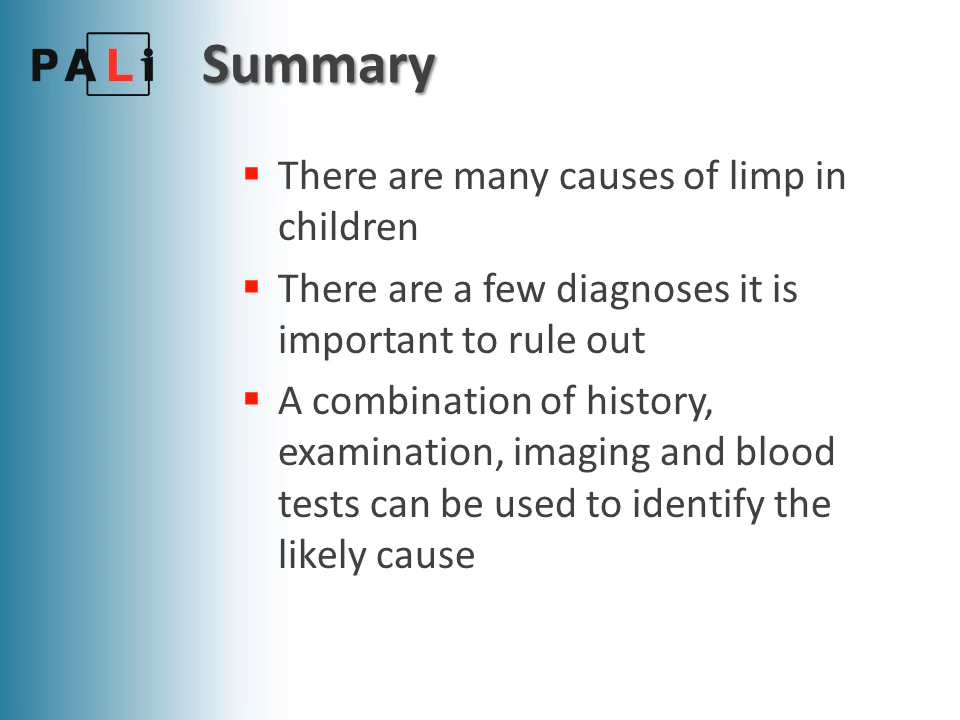 PALi
Summary
There are many causes of limp in
children
There are a few diagnoses it is
important to rule out
A combination of history,
examination, imaging and blood
tests can be used to identify the
likely cause